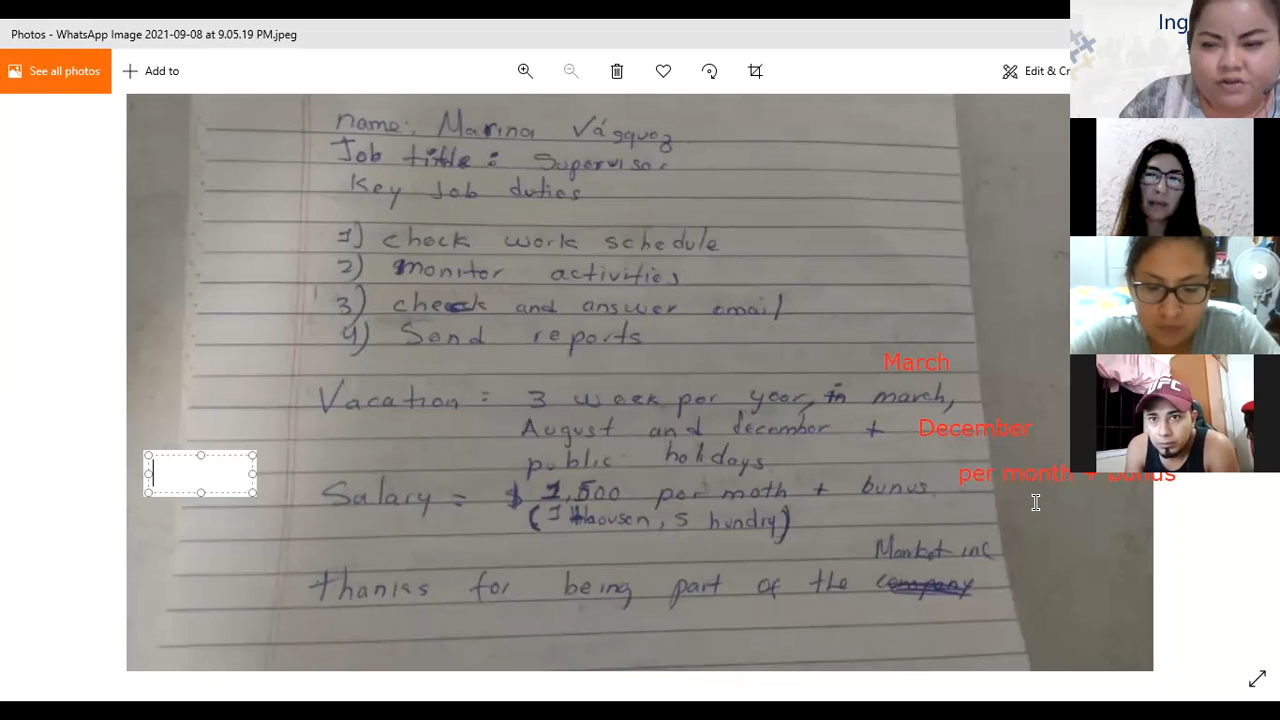 Photos - WhatsApp Image 2021-09-08 at 9.05.19 PM.jpeg
Ing
See all photos
Add to
Edit & Cr
name: Marina Vásquez
Job title: Supervisor
Key Job duties
1) check work schedule
2) monitor activities
3) check and answer email
4) Send reports
March
Vacation = 3 week per year, in march,
August and december +
December
public holidays
per month + bonus
Salary = $ 1,500 per moth + bunus.
(1 thousen, 5 hundry)
Market inc
thanks for being part of the company
UFC